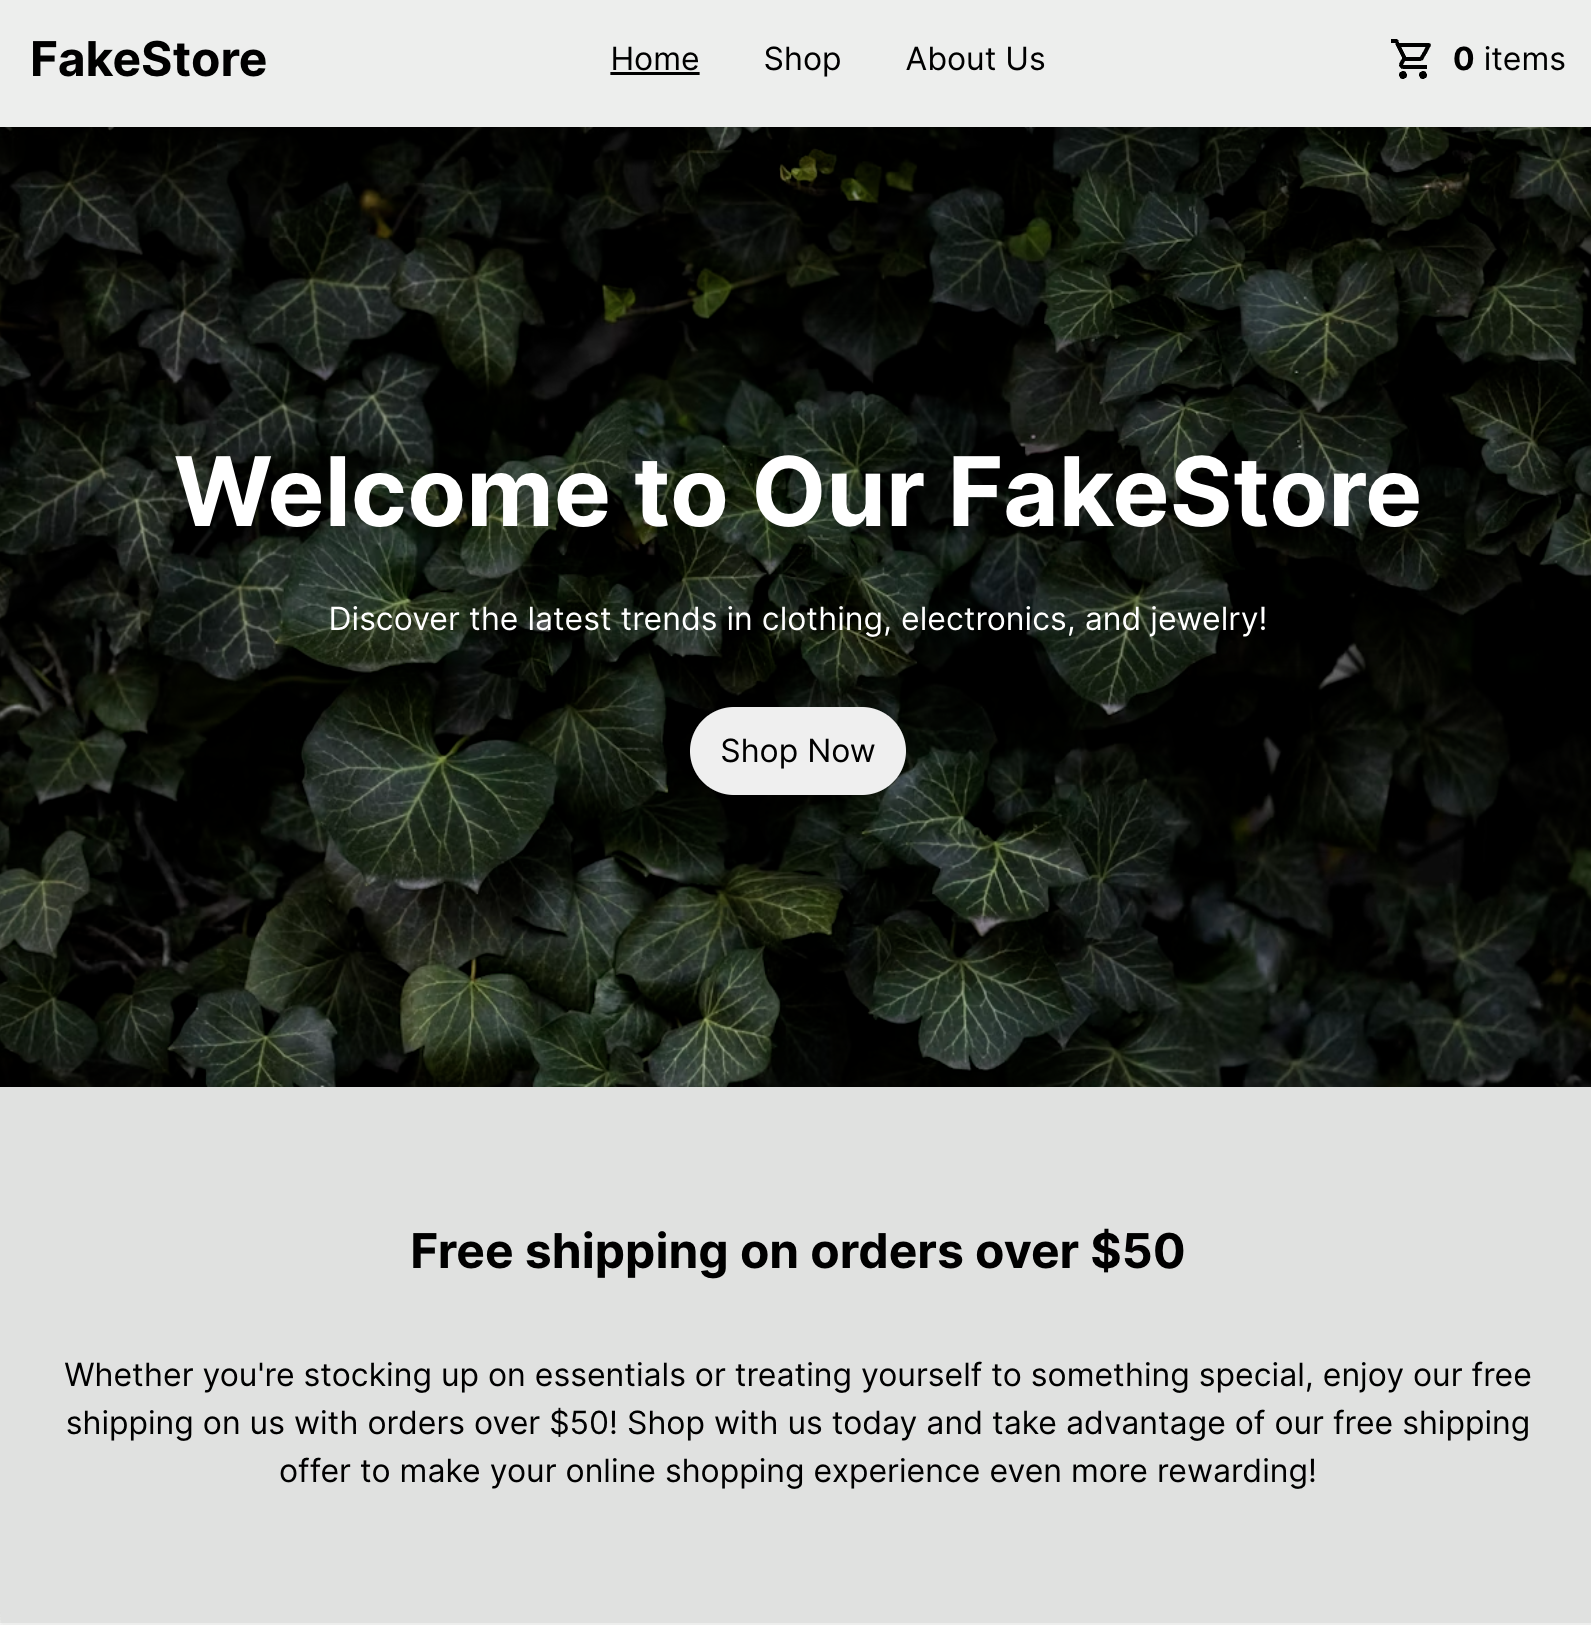 FakeStore
Home Shop About Us
0 items
Welcome to Our FakeStore
Discover the latest trends in clothing, electronics, and jewelry!
Shop Now
Free shipping on orders over $50
Whether you're stocking up on essentials or treating yourself to something special, enjoy our free
shipping on us with orders over $50! Shop with us today and take advantage of our free shipping
offer to make your online shopping experience even more rewarding!